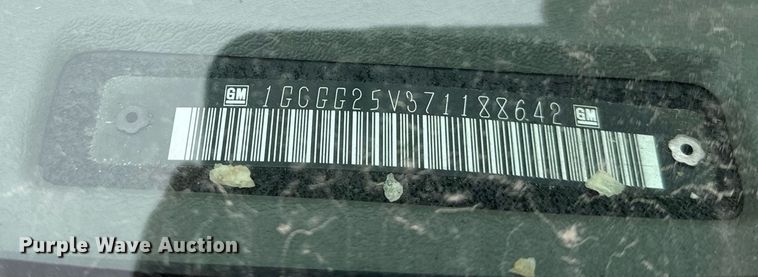 GM 1GCGG25V371188642 GM
Purple Wave Auction